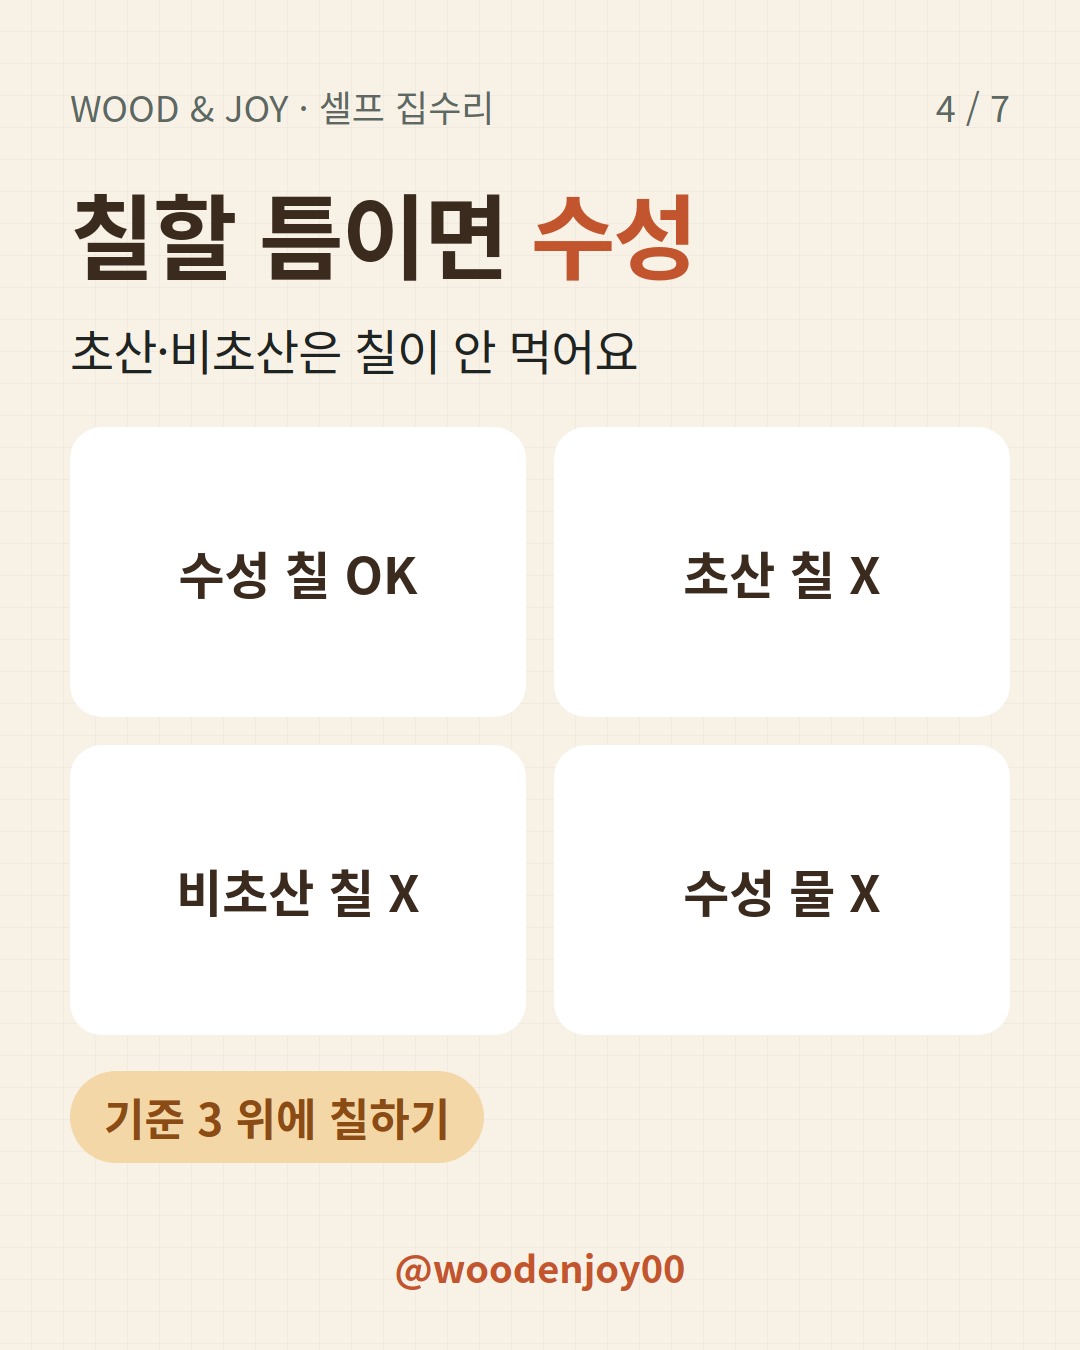 WOOD & JOY · 셀프 집수리
4 / 7
칠할 틈이면 수성
초산·비초산은 칠이 안 먹어요
수성 칠 OK
초산 칠 X
비초산 칠 X
수성 물 X
기준 3 위에 칠하기
@woodenjoy00